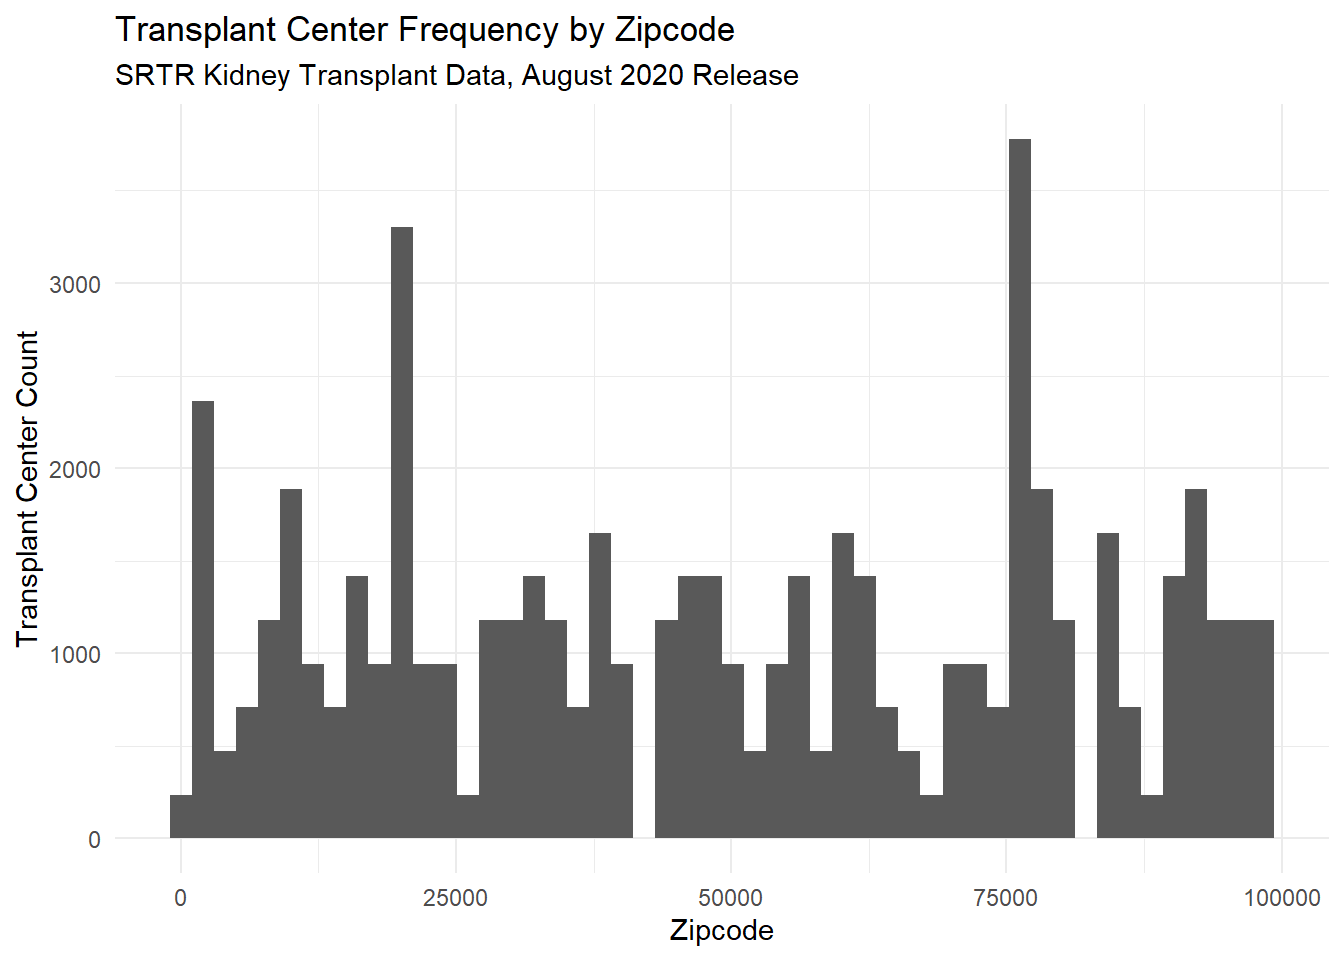 Transplant Center Frequency by Zipcode
SRTR Kidney Transplant Data, August 2020 Release
Transplant Center Count
3000
2000
1000
0
0 25000 50000 75000 100000
Zipcode